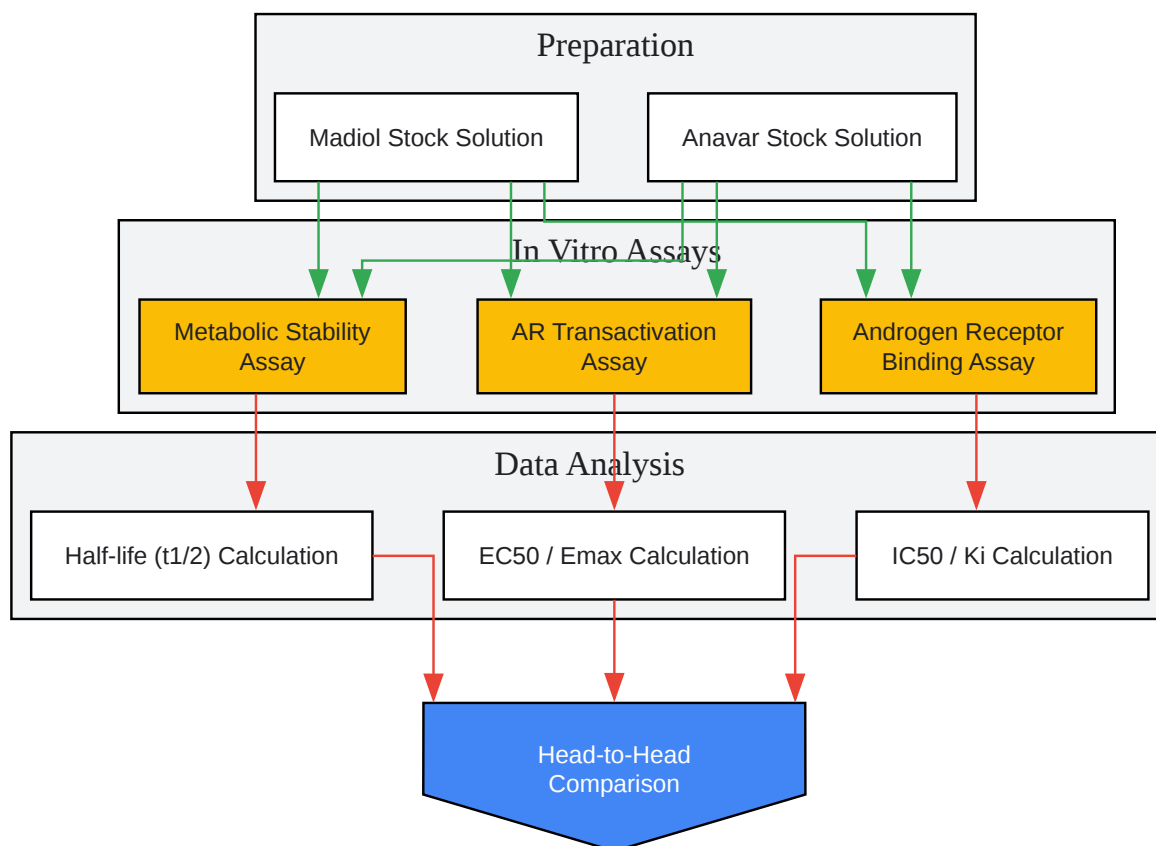 Preparation
Madiol Stock Solution
Anavar Stock Solution
In Vitro Assays
Metabolic Stability
Assay
AR Transactivation
Assay
Androgen Receptor
Binding Assay
Data Analysis
Half-life (t1/2) Calculation
EC50 / Emax Calculation
IC50 / Ki Calculation
Head-to-Head
Comparison